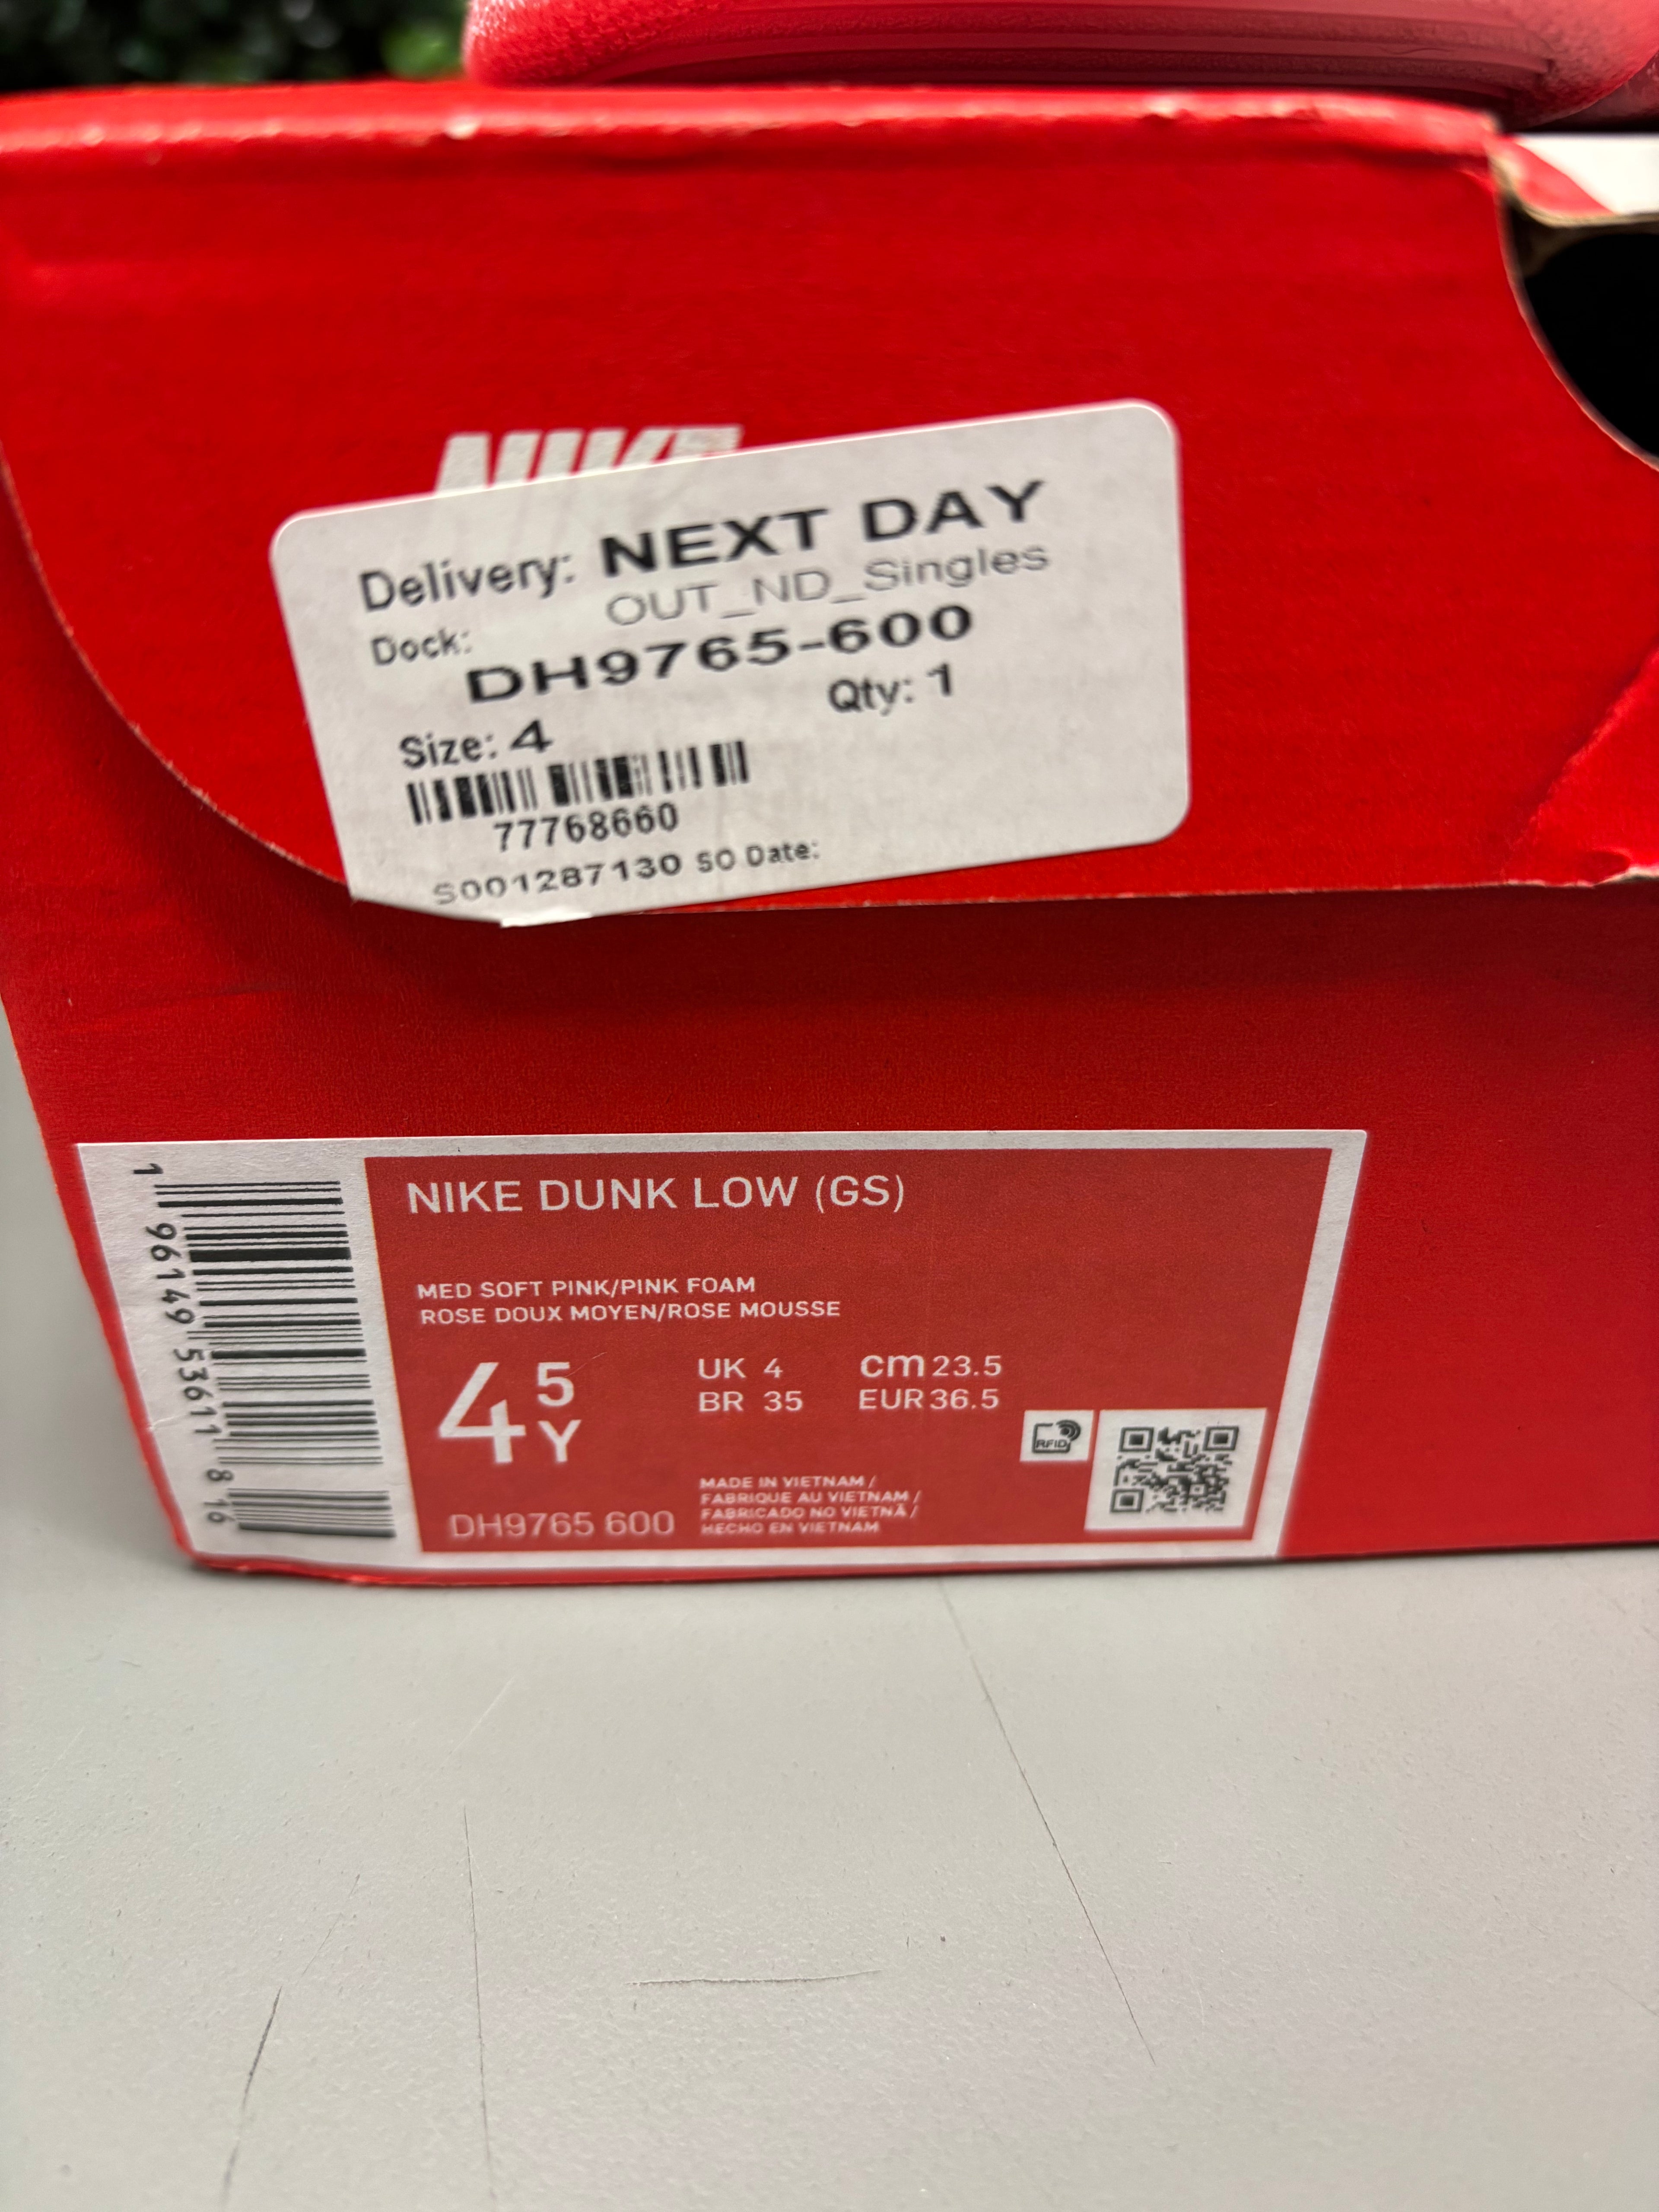 NIKE
Delivery: NEXT DAY
OUT_ND_Singles
Dock:
DH9765-600
Size: 4 Qty: 1
77768660
S001287130 SO Date:
NIKE DUNK LOW (GS)
MED SOFT PINK/PINK FOAM
ROSE DOUX MOYEN/ROSE MOUSSE
4 5 Y
UK 4 cm 23.5
BR 35 EUR 36.5
RFID
MADE IN VIETNAM /
FABRIQUE AU VIETNAM /
FABRICADO NO VIETNÃ /
HECHO EN VIETNAM
DH9765 600
1 96149 53611 8 16